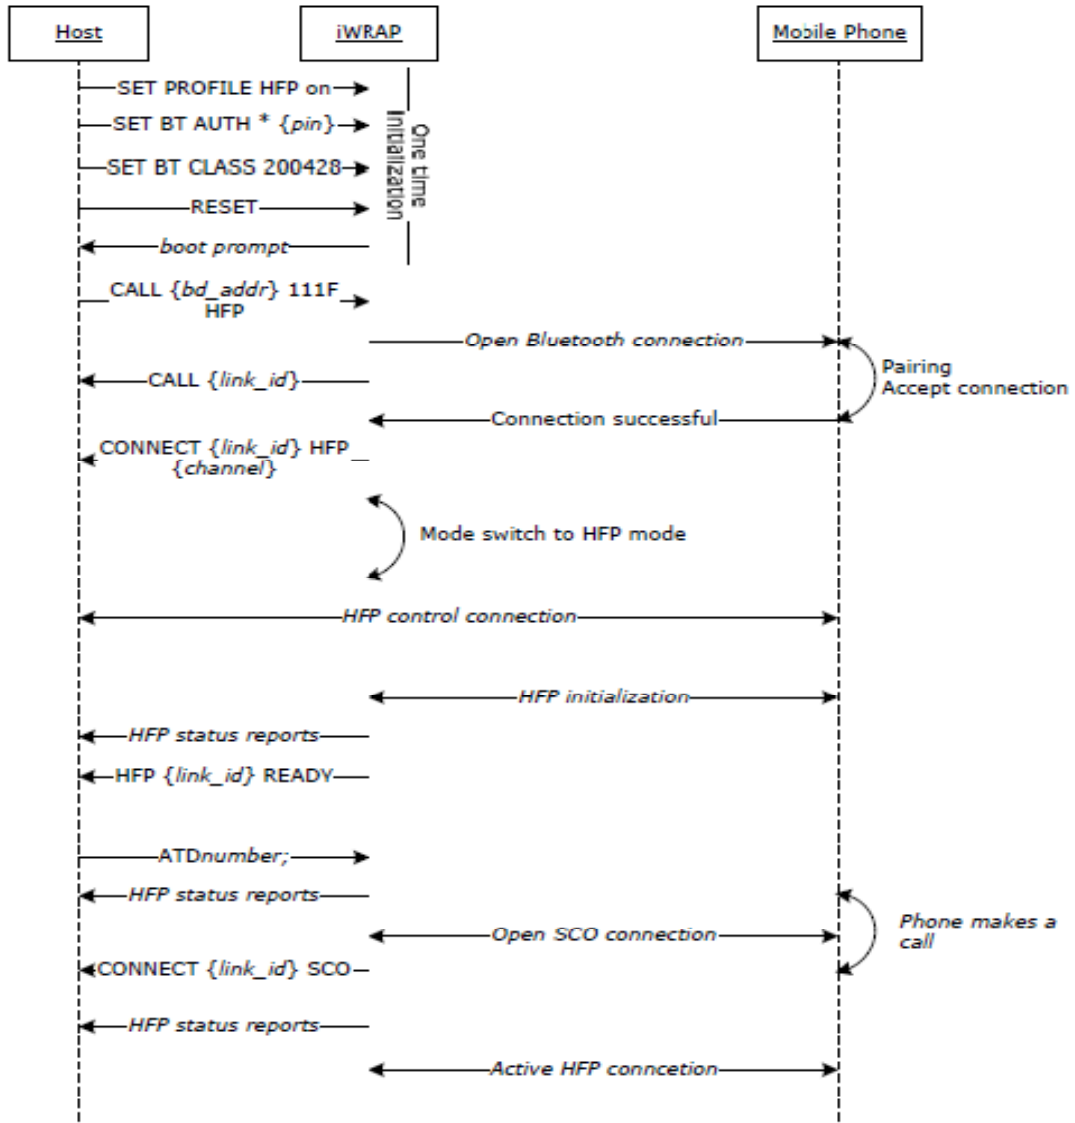 Host
iWRAP
Mobile Phone
SET PROFILE HFP on
SET BT AUTH * {pin}
SET BT CLASS 200428
RESET
boot prompt
One time
Initialization
CALL {bd_addr} 111F
HFP
Open Bluetooth connection
Pairing
Accept connection
CALL {link_id}
Connection successful
CONNECT {link_id} HFP
{channel}
Mode switch to HFP mode
HFP control connection
HFP initialization
HFP status reports
HFP {link_id} READY
ATDnumber;
HFP status reports
Phone makes a
call
Open SCO connection
CONNECT {link_id} SCO
HFP status reports
Active HFP conncetion